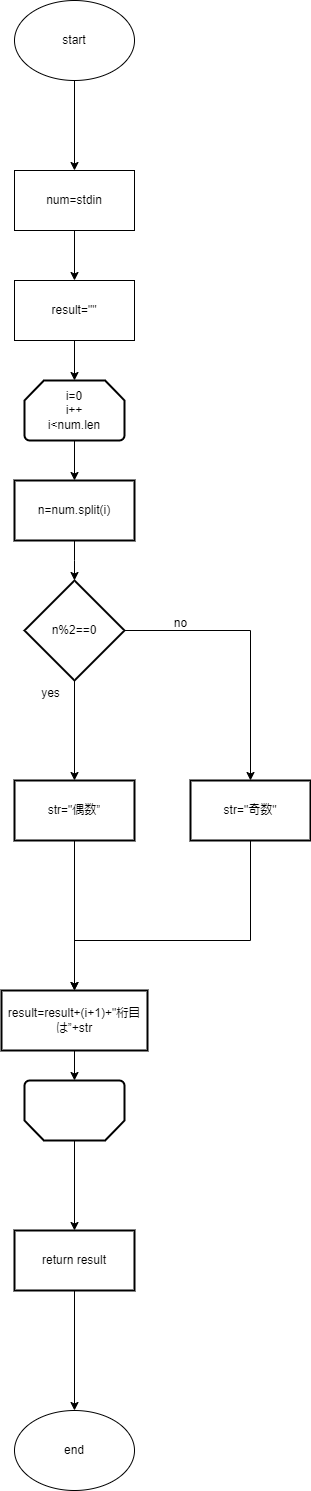 start
num=stdin
result=""
i=0
i++
i<num.len
n=num.split(i)
n%2==0
no
yes
str="偶数"
str="奇数"
result=result+(i+1)+"桁目
は"+str
return result
end